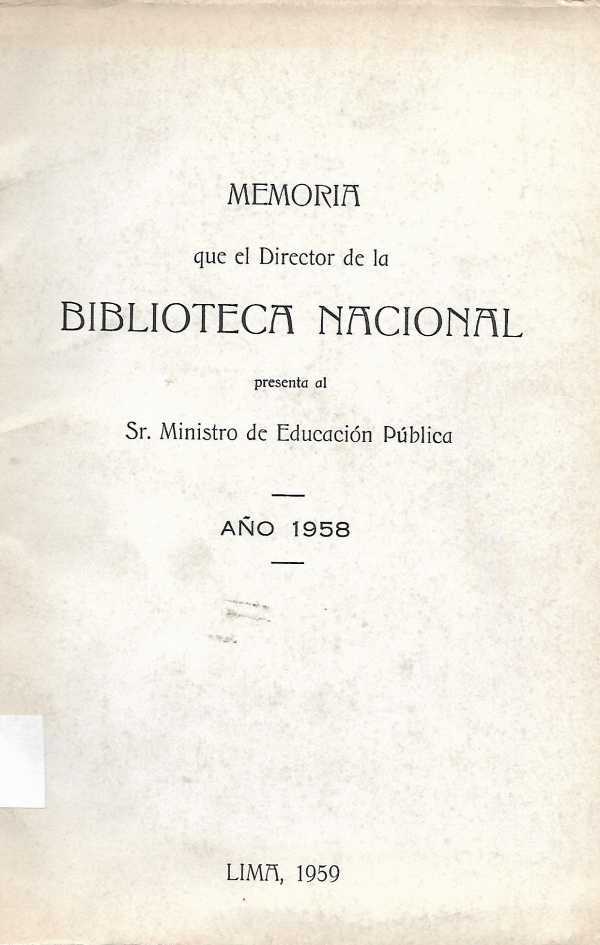 MEMORIA
que el Director de la
BIBLIOTECA NACIONAL
presenta al
Sr. Ministro de Educación Pública
AÑO 1958
LIMA, 1959